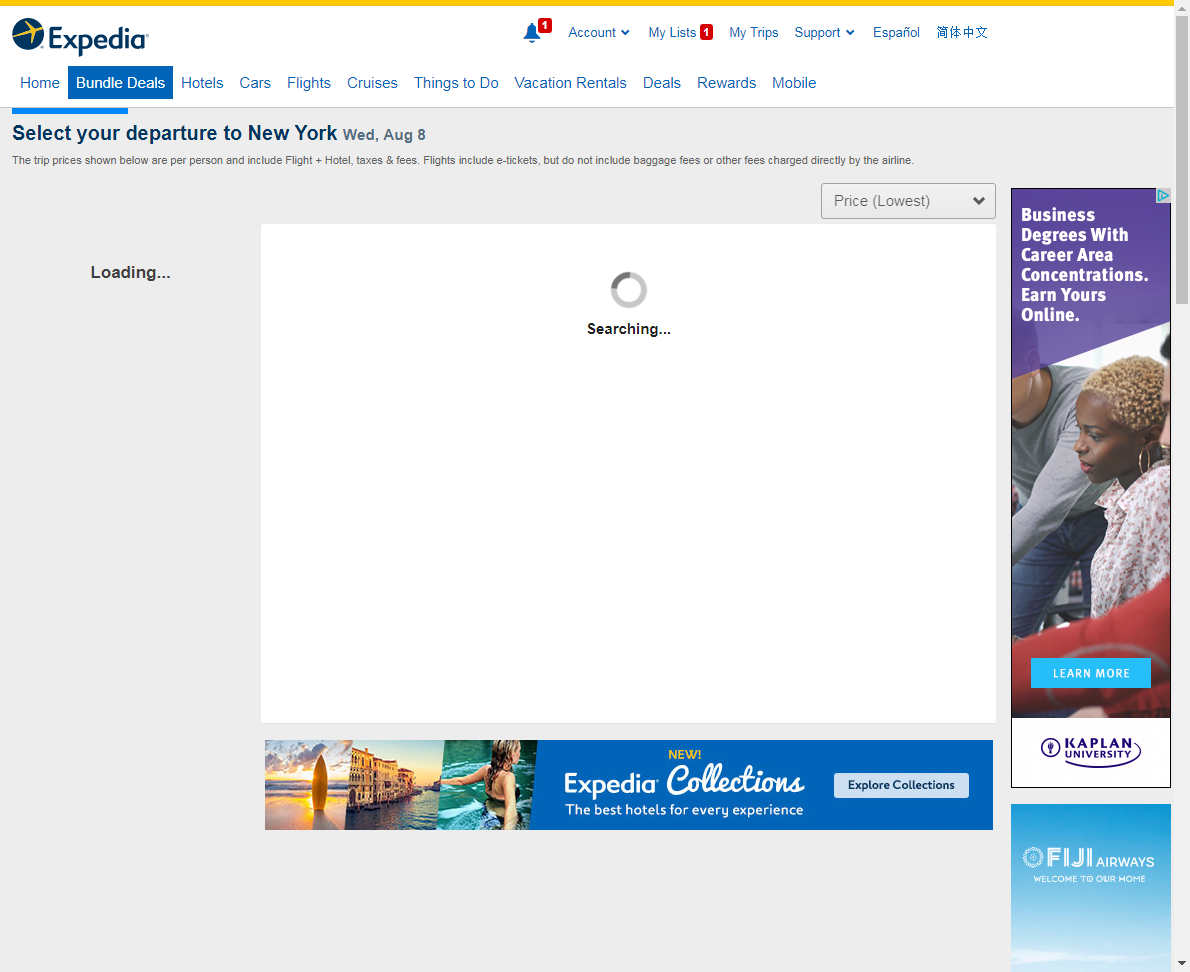 Expedia
1
Account
My Lists 1
My Trips
Support
Español
简体中文
Home
Bundle Deals
Hotels
Cars
Flights
Cruises
Things to Do
Vacation Rentals
Deals
Rewards
Mobile
Select your departure to New York Wed, Aug 8
The trip prices shown below are per person and include Flight + Hotel, taxes & fees. Flights include e-tickets, but do not include baggage fees or other fees charged directly by the airline.
Price (Lowest)
Loading...
Searching...
Business
Degrees With
Career Area
Concentrations.
Earn Yours
Online.
LEARN MORE
KAPLAN
UNIVERSITY
NEW!
Expedia Collections
The best hotels for every experience
Explore Collections
FIJI AIRWAYS
WELCOME TO OUR HOME